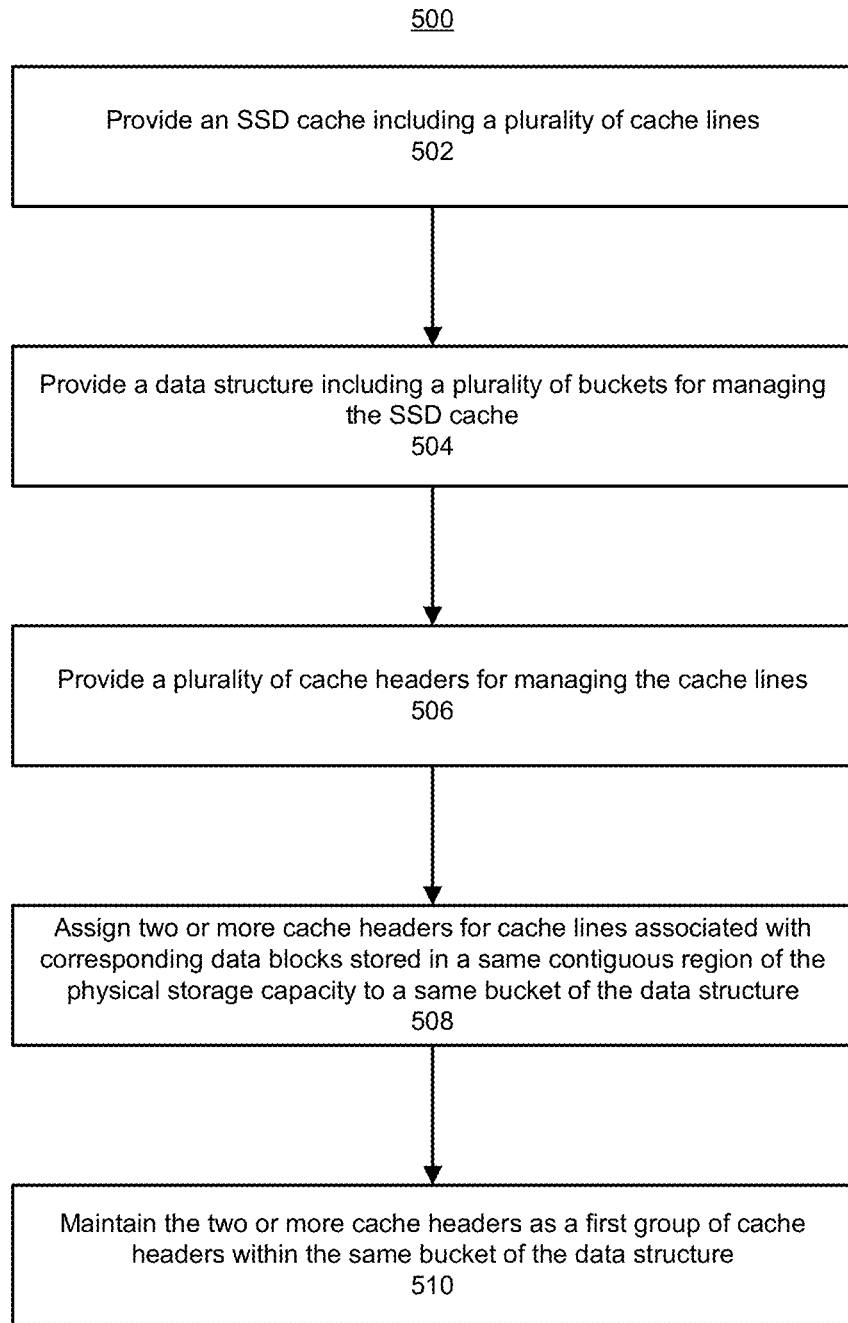 500
Provide an SSD cache including a plurality of cache lines
502
Provide a data structure including a plurality of buckets for managing
the SSD cache
504
Provide a plurality of cache headers for managing the cache lines
506
Assign two or more cache headers for cache lines associated with
corresponding data blocks stored in a same contiguous region of the
physical storage capacity to a same bucket of the data structure
508
Maintain the two or more cache headers as a first group of cache
headers within the same bucket of the data structure
510